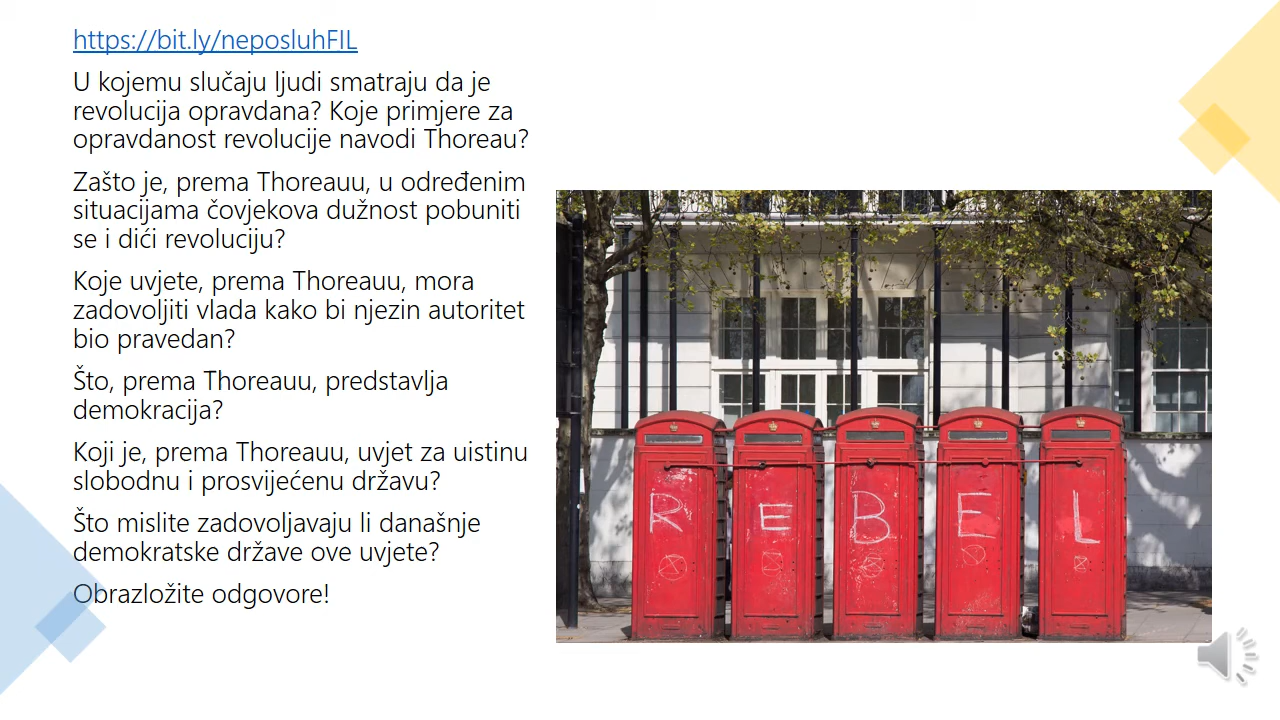 https://bit.ly/neposluhFIL
U kojemu slučaju ljudi smatraju da je
revolucija opravdana? Koje primjere za
opravdanost revolucije navodi Thoreau?
Zašto je, prema Thoreauu, u određenim
situacijama čovjekova dužnost pobuniti
se i dići revoluciju?
Koje uvjete, prema Thoreauu, mora
zadovoljiti vlada kako bi njezin autoritet
bio pravedan?
Što, prema Thoreauu, predstavlja
demokracija?
Koji je, prema Thoreauu, uvjet za uistinu
slobodnu i prosvijećenu državu?
Što mislite zadovoljavaju li današnje
demokratske države ove uvjete?
Obrazložite odgovore!
R E B E L